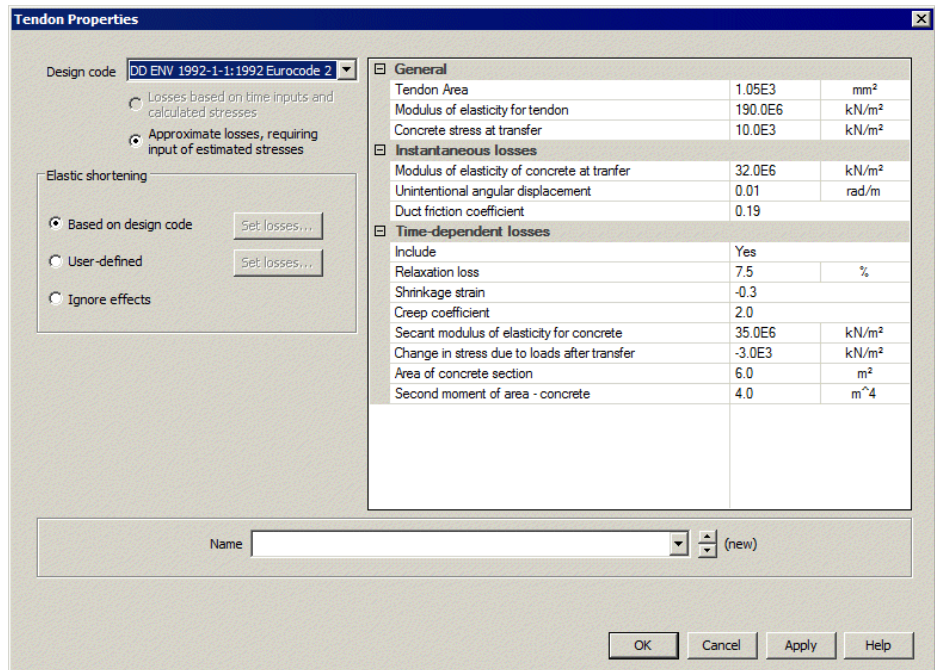 Tendon Properties
Design code DD ENV 1992-1-1:1992 Eurocode 2
Losses based on time inputs and
calculated stresses
Approximate losses, requiring
input of estimated stresses
Elastic shortening
Based on design code Set losses...
User-defined Set losses...
Ignore effects
General
Tendon Area 1.05E3 mm²
Modulus of elasticity for tendon 190.0E6 kN/m²
Concrete stress at transfer 10.0E3 kN/m²
Instantaneous losses
Modulus of elasticity of concrete at tranfer 32.0E6 kN/m²
Unintentional angular displacement 0.01 rad/m
Duct friction coefficient 0.19
Time-dependent losses
Include Yes
Relaxation loss 7.5 %
Shrinkage strain -0.3
Creep coefficient 2.0
Secant modulus of elasticity for concrete 35.0E6 kN/m²
Change in stress due to loads after transfer -3.0E3 kN/m²
Area of concrete section 6.0 m²
Second moment of area - concrete 4.0 m^4
Name (new)
OK Cancel Apply Help